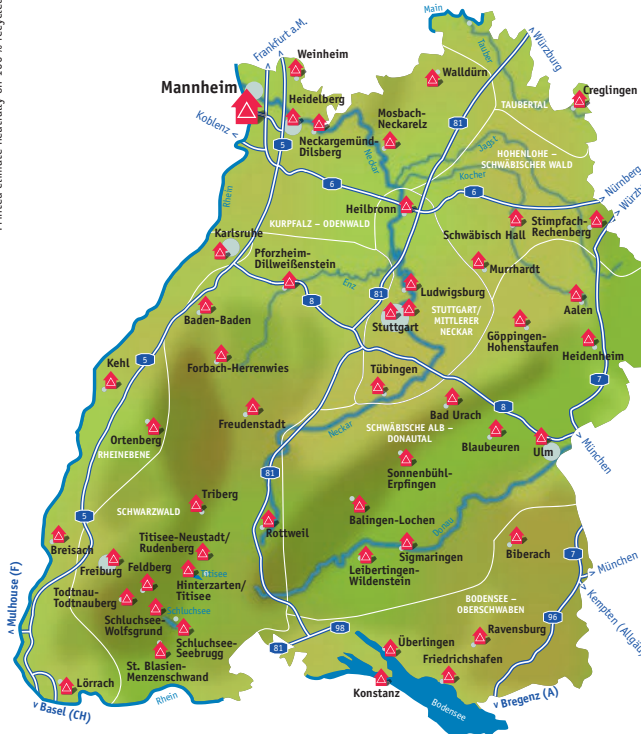 Main
Frankfurt a.M.
Würzburg
Weinheim
Tauber
Walldürn
Creglingen
Mannheim
Heidelberg
TAUBERTAL
Koblenz
Mosbach-
Neckarelz
81
5
Neckargemünd-
Dilsberg
Jagst
HOHENLOHE –
SCHWÄBISCHER WALD
Neckar
Kocher
6
6
Nürnberg
Rhein
Heilbronn
KURPFALZ – ODENWALD
Schwäbisch Hall
Stimpfach-
Rechenberg
Karlsruhe
Pforzheim-
Dillweißenstein
Murrhardt
Enz
81
Ludwigsburg
8
Aalen
Baden-Baden
Stuttgart
STUTTGART/
MITTLERER
NECKAR
Göppingen-
Hohenstaufen
Heidenheim
Kehl
5
Forbach-Herrenwies
Tübingen
7
Freudenstadt
Bad Urach
8
Ortenberg
Neckar
SCHWÄBISCHE ALB –
DONAUTAL
Blaubeuren
Ulm
München
RHEINEBENE
Sonnenbühl-
Erpfingen
81
Triberg
SCHWARZWALD
5
Rottweil
Balingen-Lochen
Donau
Breisach
Titisee-Neustadt/
Rudenberg
Sigmaringen
Biberach
7
Freiburg
Feldberg
Titisee
Hinterzarten/
Titisee
Leibertingen-
Wildenstein
München
Todtnau-
Todtnauberg
Schluchsee
BODENSEE –
OBERSCHWABEN
Kempten (Allgäu
Mulhouse (F)
Schluchsee-
Wolfsgrund
98
96
Schluchsee-
Seebrugg
81
Überlingen
Ravensburg
St. Blasien-
Menzenschwand
Friedrichshafen
Lörrach
Konstanz
Rhein
Basel (CH)
Bodensee
Bregenz (A)